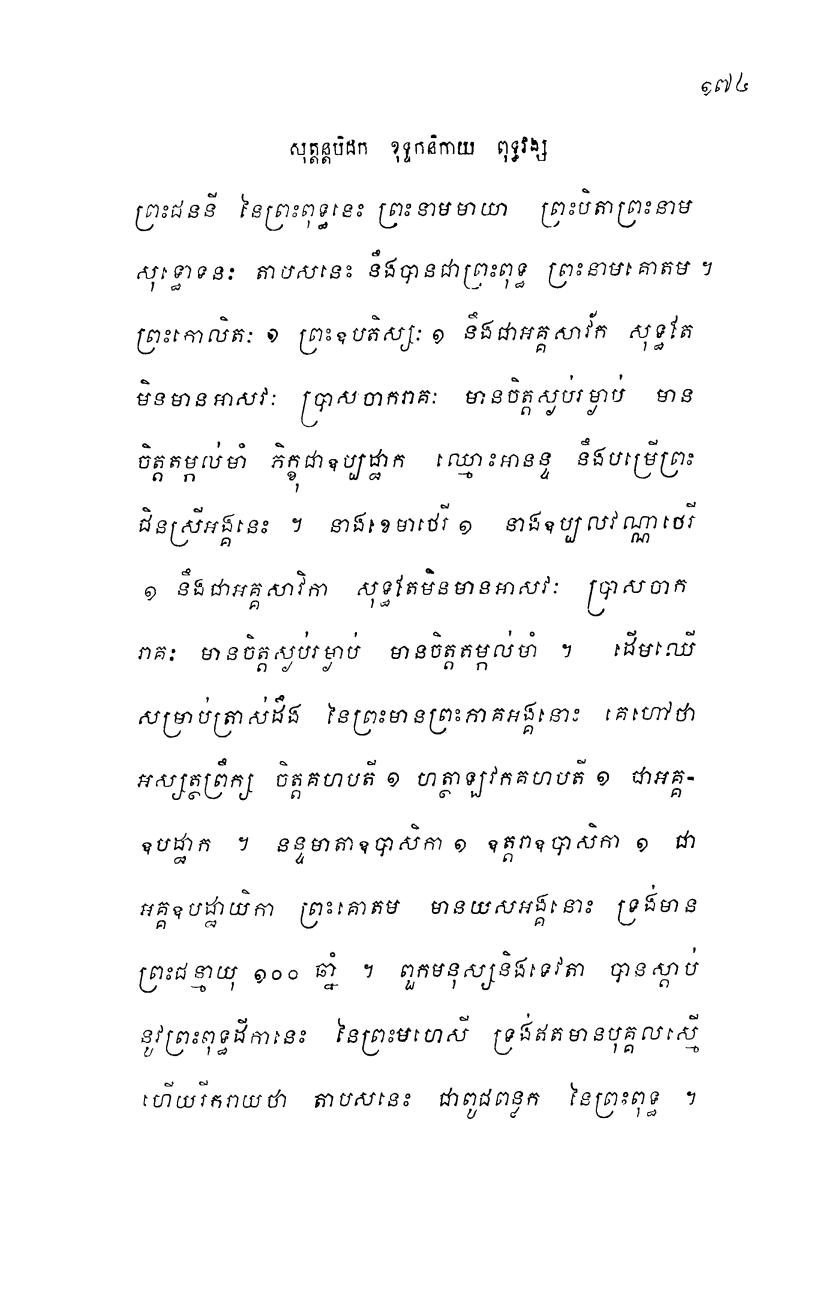 ១៧៤
សុត្តន្តបិដក ខុទ្ទកនិកាយ ពុទ្ធវង្ស
ព្រះជននី នៃព្រះពុទ្ធនេះ ព្រះនាមមាយា ព្រះបិតាព្រះនាម
សុទ្ធោទនៈ តាបសនេះ នឹងបានជាព្រះពុទ្ធ ព្រះនាមគោតម ។
ព្រះកោលិតៈ ១ ព្រះឧបតិស្សៈ ១ នឹងជាអគ្គសាវ័ក សុទ្ធតែ
មិនមានអាសវៈ ប្រាសចាករាគៈ មានចិត្តស្ងប់រម្ងាប់ មាន
ចិត្តតម្កល់មាំ ភិក្ខុជាឧប្បដ្ឋាក ឈ្មោះអានន្ទ នឹងបម្រើព្រះ
ជិនស្រីអង្គនេះ ។ នាងខេមាថេរី ១ នាងឧប្បលវណ្ណាថេរី
១ នឹងជាអគ្គសាវិកា សុទ្ធតែមិនមានអាសវៈ ប្រាសចាក
រាគៈ មានចិត្តស្ងប់រម្ងាប់ មានចិត្តតម្កល់មាំ ។ ដើមឈើ
សម្រាប់ត្រាស់ដឹង នៃព្រះមានព្រះភាគអង្គនោះ គេហៅថា
អស្សត្ថព្រឹក្ស ចិត្តគហបតី ១ ហត្ថាឡវកគហបតី ១ ជាអគ្គ-
ឧបដ្ឋាក ។ នន្ទមាតាឧបាសិកា ១ ឧត្តរាឧបាសិកា ១ ជា
អគ្គឧបដ្ឋាយិកា ព្រះគោតម មានយសអង្គនោះ ទ្រង់មាន
ព្រះជន្មាយុ ១០០ ឆ្នាំ ។ ពួកមនុស្សនិងទេវតា បានស្តាប់
នូវព្រះពុទ្ធដីកានេះ នៃព្រះមហេសី ទ្រង់ឥតមានបុគ្គលស្មើ
ហើយរីករាយថា តាបសនេះ ជាពូជពន្លក នៃព្រះពុទ្ធ ។